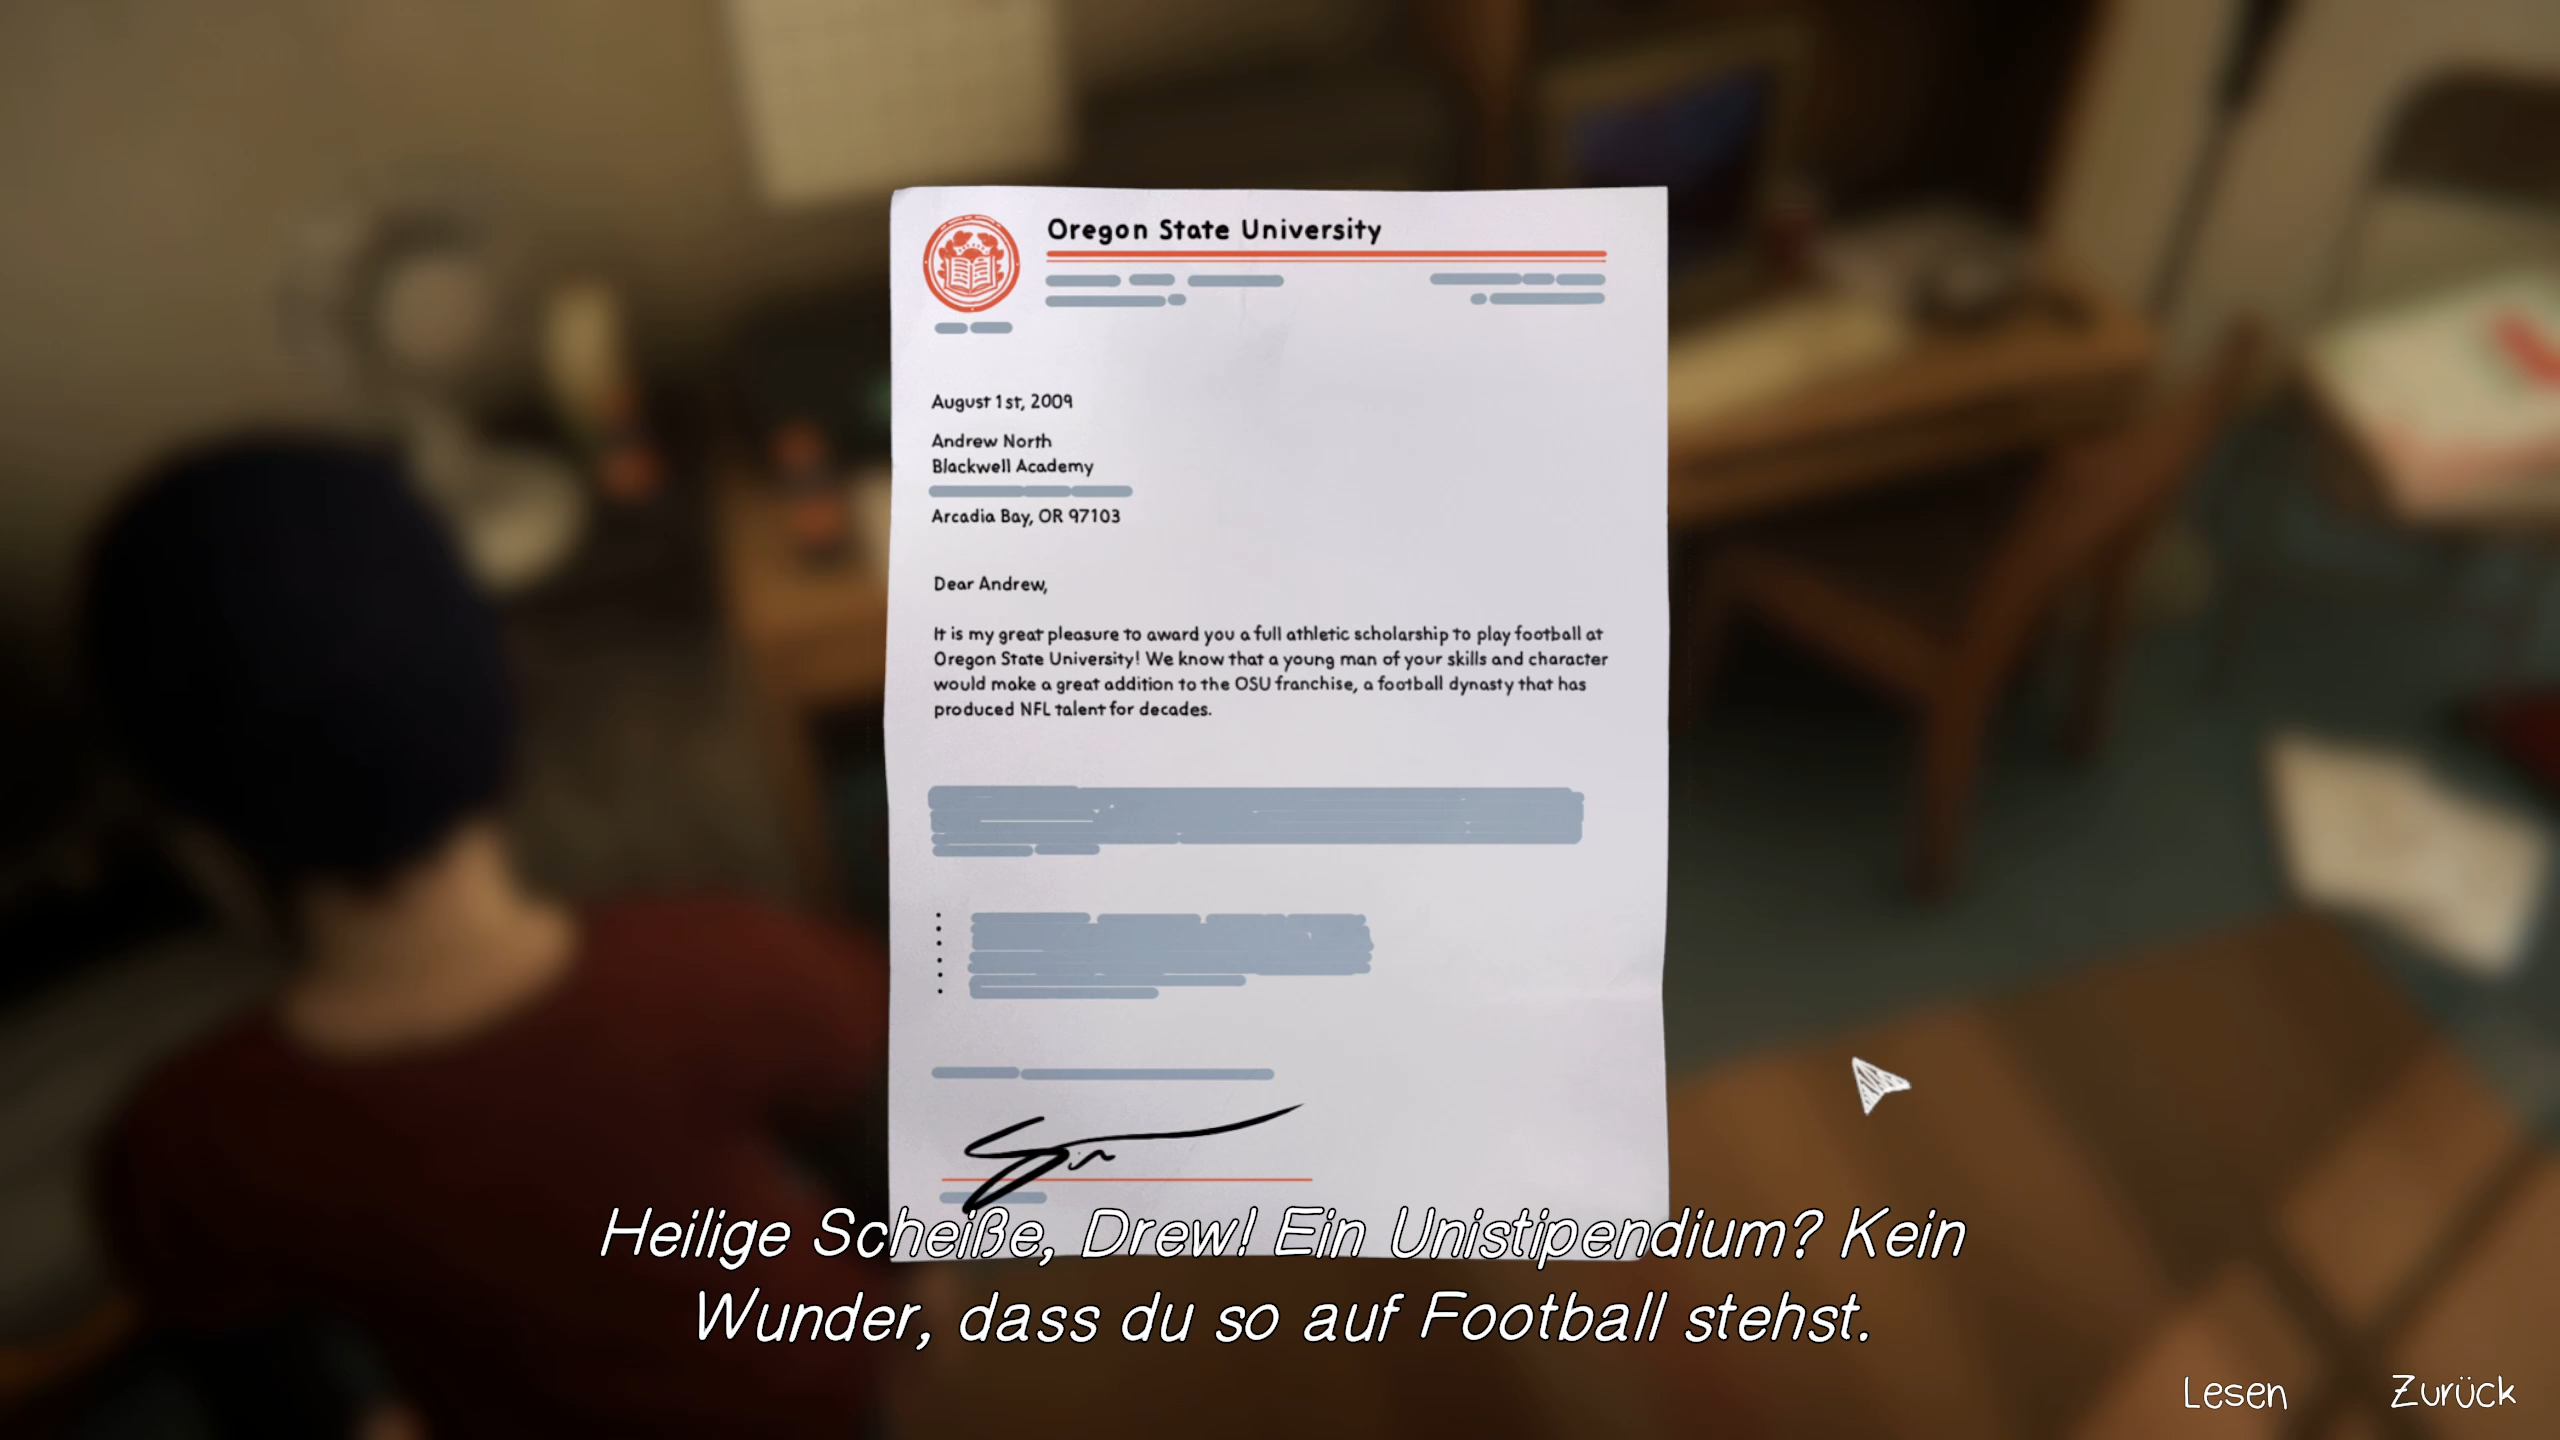 Oregon State University
August 1st, 2009
Andrew North
Blackwell Academy
Arcadia Bay, OR 97103
Dear Andrew,
It is my great pleasure to award you a full athletic scholarship to play football at
Oregon State University! We know that a young man of your skills and character
would make a great addition to the OSU franchise, a football dynasty that has
produced NFL talent for decades.
Heilige Scheiße, Drew! Ein Unistipendium? Kein
Wunder, dass du so auf Football stehst.
Lesen Zurück